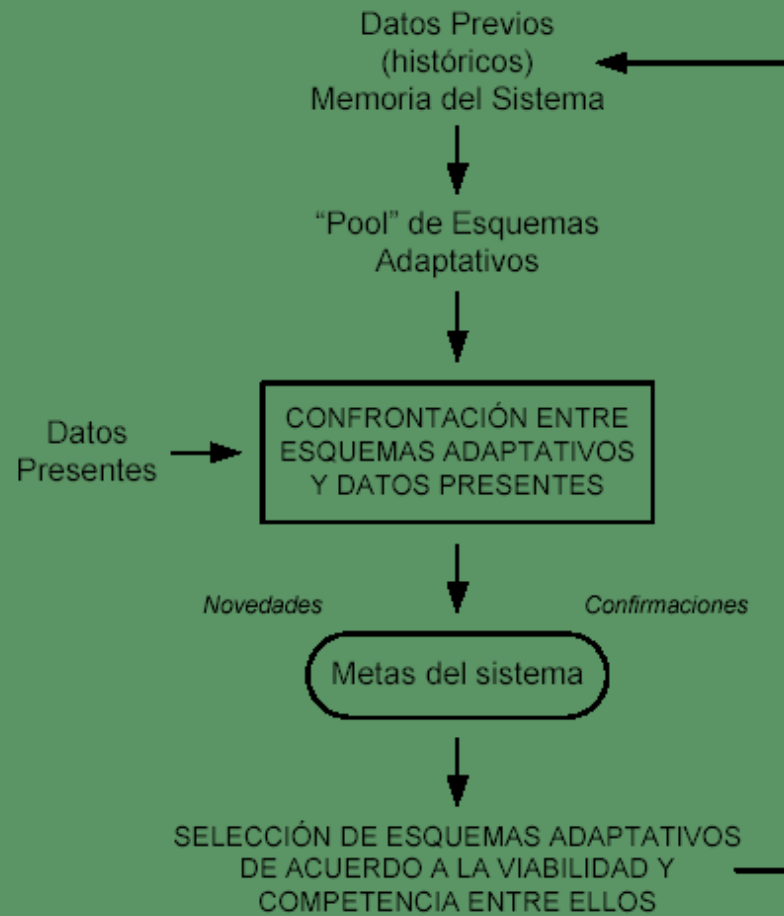 Datos Previos
(históricos)
Memoria del Sistema
“Pool” de Esquemas
Adaptativos
Datos
Presentes
CONFRONTACIÓN ENTRE
ESQUEMAS ADAPTATIVOS
Y DATOS PRESENTES
Novedades
Confirmaciones
Metas del sistema
SELECCIÓN DE ESQUEMAS ADAPTATIVOS
DE ACUERDO A LA VIABILIDAD Y
COMPETENCIA ENTRE ELLOS